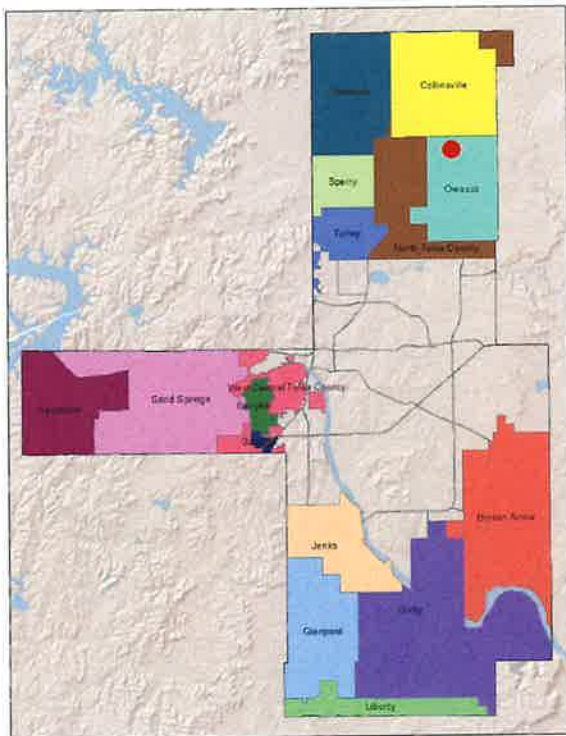 Collinsville
Sperry
Owasso
Turley
North Tulsa County
West Central Tulsa County
Sand Springs
Broken Arrow
Jenks
Bixby
Glenpool
Liberty